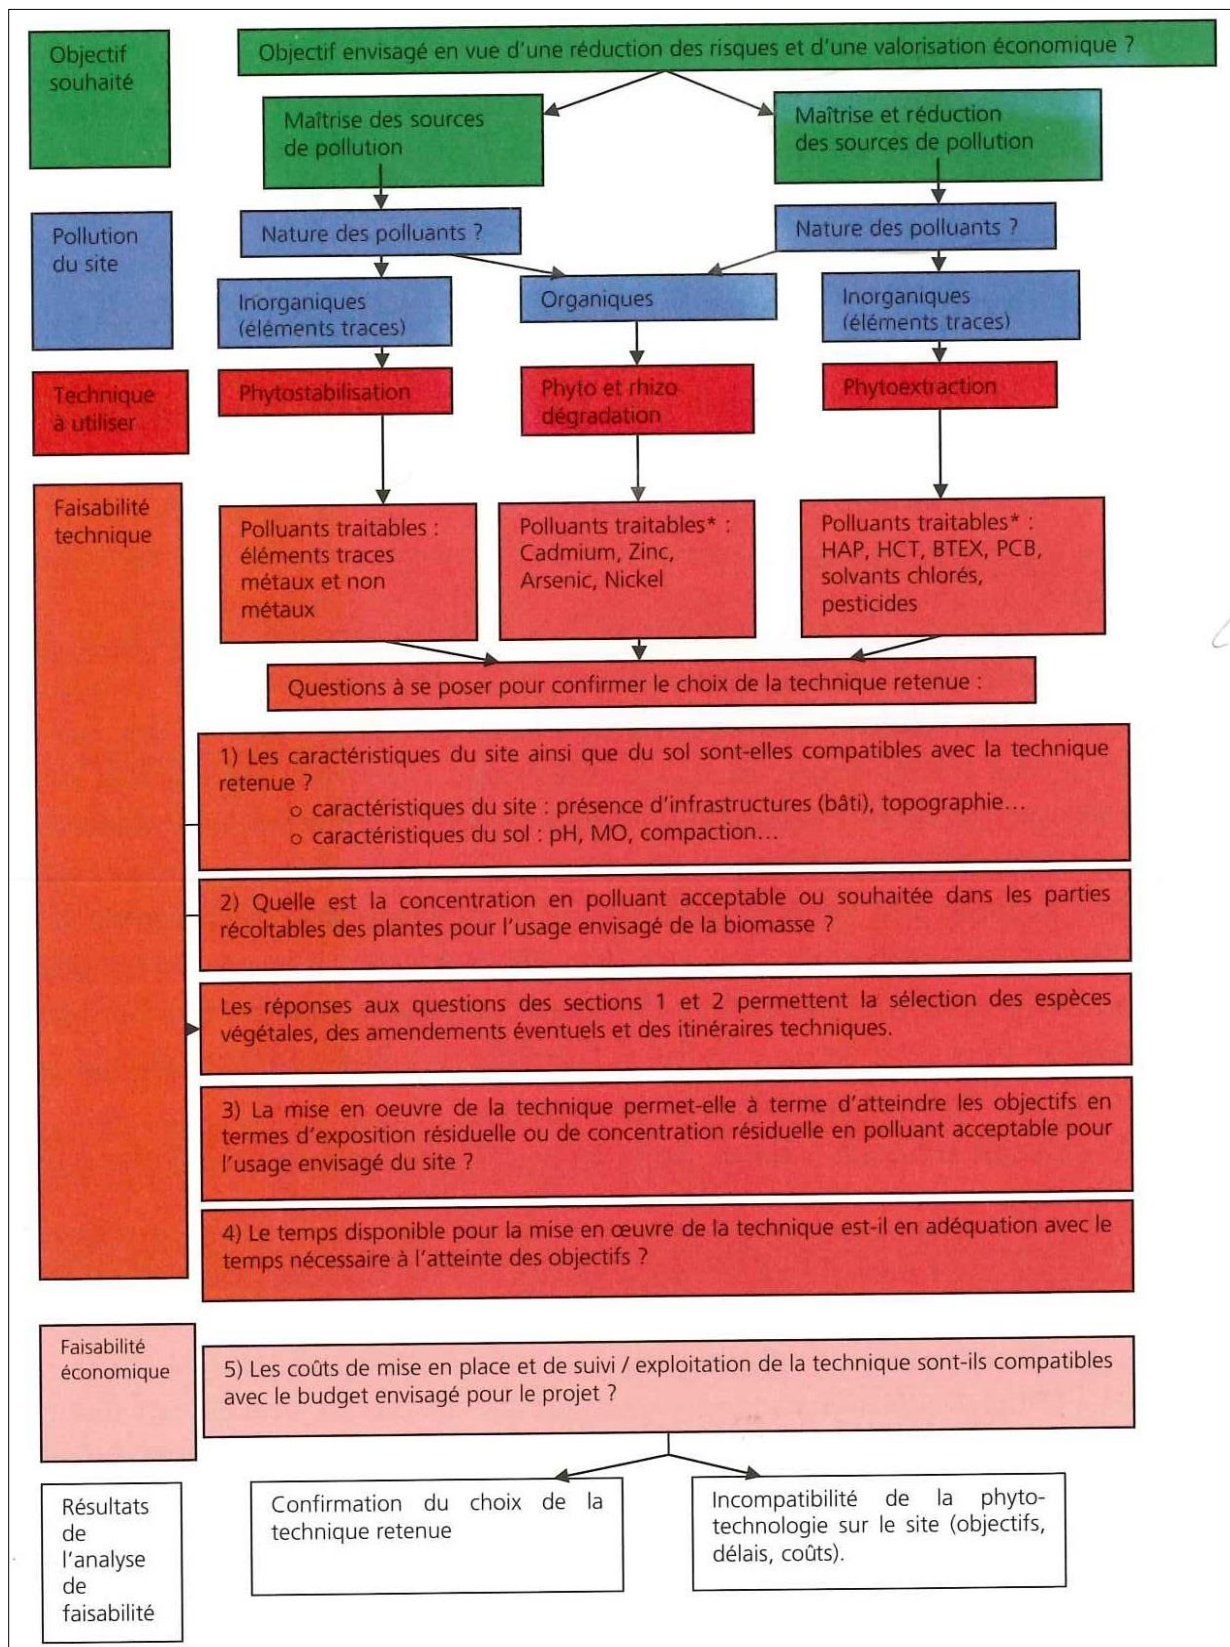 Objectif
souhaité
Objectif envisagé en vue d'une réduction des risques et d'une valorisation économique ?
Maîtrise des sources
de pollution
Maîtrise et réduction
des sources de pollution
Pollution
du site
Nature des polluants ?
Nature des polluants ?
Inorganiques
(éléments traces)
Organiques
Inorganiques
(éléments traces)
Technique
à utiliser
Phytostabilisation
Phyto et rhizo
dégradation
Phytoextraction
Faisabilité
technique
Polluants traitables :
éléments traces
métaux et non
métaux
Polluants traitables* :
Cadmium, Zinc,
Arsenic, Nickel
Polluants traitables* :
HAP, HCT, BTEX, PCB,
solvants chlorés,
pesticides
Questions à se poser pour confirmer le choix de la technique retenue :
1) Les caractéristiques du site ainsi que du sol sont-elles compatibles avec la technique
retenue ?
o caractéristiques du site : présence d'infrastructures (bâti), topographie...
o caractéristiques du sol : pH, MO, compaction...
2) Quelle est la concentration en polluant acceptable ou souhaitée dans les parties
récoltables des plantes pour l'usage envisagé de la biomasse ?
Les réponses aux questions des sections 1 et 2 permettent la sélection des espèces
végétales, des amendements éventuels et des itinéraires techniques.
3) La mise en oeuvre de la technique permet-elle à terme d'atteindre les objectifs en
termes d'exposition résiduelle ou de concentration résiduelle en polluant acceptable pour
l'usage envisagé du site ?
4) Le temps disponible pour la mise en œuvre de la technique est-il en adéquation avec le
temps nécessaire à l'atteinte des objectifs ?
Faisabilité
économique
5) Les coûts de mise en place et de suivi / exploitation de la technique sont-ils compatibles
avec le budget envisagé pour le projet ?
Résultats
de
l'analyse
de
faisabilité
Confirmation du choix de la
technique retenue
Incompatibilité de la phyto-
technologie sur le site (objectifs,
délais, coûts).